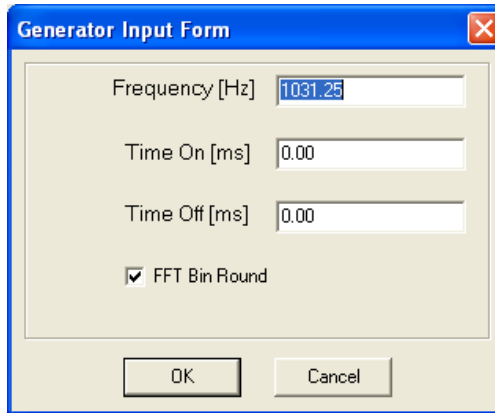 Generator Input Form
Frequency [Hz] 1031.25
Time On [ms] 0.00
Time Off [ms] 0.00
FFT Bin Round
OK Cancel